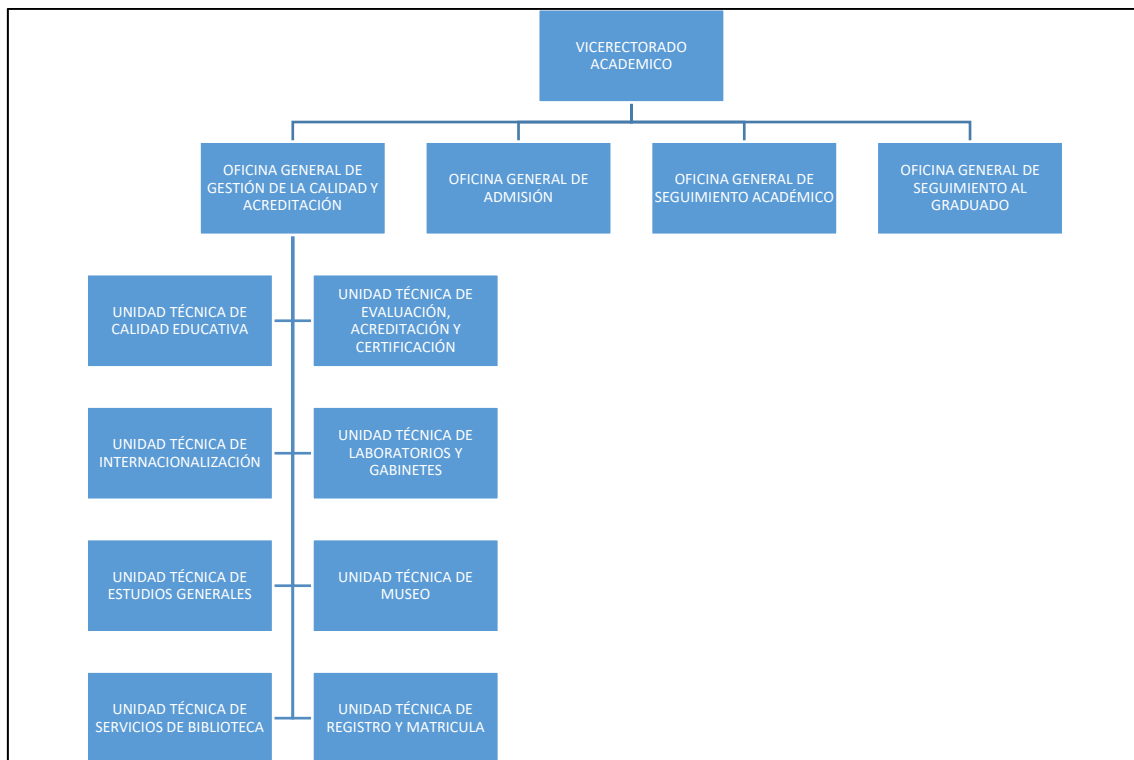 VICERECTORADO
ACADEMICO
OFICINA GENERAL DE
GESTIÓN DE LA CALIDAD Y
ACREDITACIÓN
OFICINA GENERAL DE
ADMISIÓN
OFICINA GENERAL DE
SEGUIMIENTO ACADÉMICO
OFICINA GENERAL DE
SEGUIMIENTO AL
GRADUADO
UNIDAD TÉCNICA DE
CALIDAD EDUCATIVA
UNIDAD TÉCNICA DE
EVALUACIÓN,
ACREDITACIÓN Y
CERTIFICACIÓN
UNIDAD TÉCNICA DE
INTERNACIONALIZACIÓN
UNIDAD TÉCNICA DE
LABORATORIOS Y
GABINETES
UNIDAD TÉCNICA DE
ESTUDIOS GENERALES
UNIDAD TÉCNICA DE
MUSEO
UNIDAD TÉCNICA DE
SERVICIOS DE BIBLIOTECA
UNIDAD TÉCNICA DE
REGISTRO Y MATRICULA